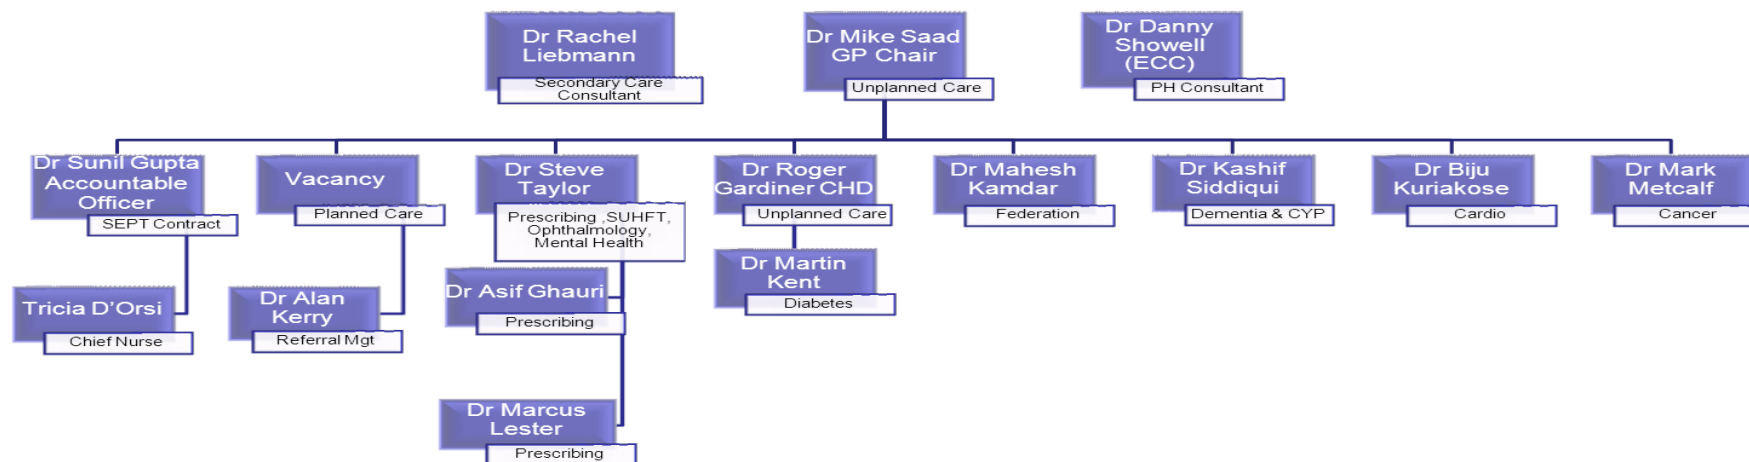 Dr Rachel
Liebmann
Secondary Care
Consultant
Dr Mike Saad
GP Chair
Unplanned Care
Dr Danny
Showell
(ECC)
PH Consultant
Dr Sunil Gupta
Accountable
Officer
SEPT Contract
Vacancy
Planned Care
Dr Steve
Taylor
Prescribing ,SUHFT,
Ophthalmology,
Mental Health
Dr Roger
Gardiner CHD
Unplanned Care
Dr Mahesh
Kamdar
Federation
Dr Kashif
Siddiqui
Dementia & CYP
Dr Biju
Kuriakose
Cardio
Dr Mark
Metcalf
Cancer
Tricia D'Orsi
Chief Nurse
Dr Alan
Kerry
Referral Mgt
Dr Asif Ghauri
Prescribing
Dr Martin
Kent
Diabetes
Dr Marcus
Lester
Prescribing